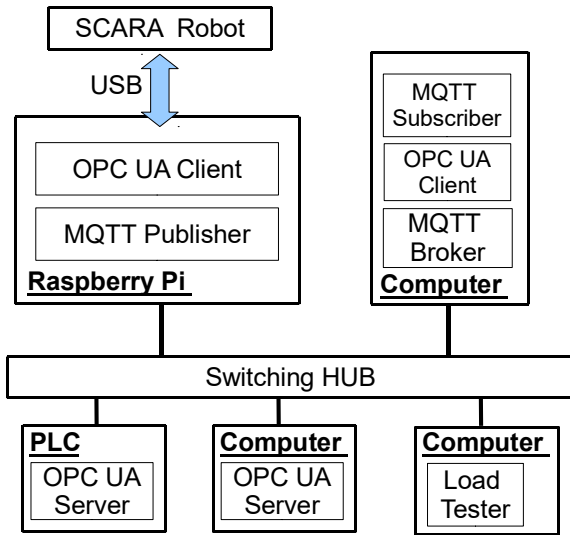 SCARA Robot
USB
OPC UA Client
MQTT Publisher
Raspberry Pi
MQTT
Subscriber
OPC UA
Client
MQTT
Broker
Computer
Switching HUB
PLC
OPC UA
Server
Computer
OPC UA
Server
Computer
Load
Tester